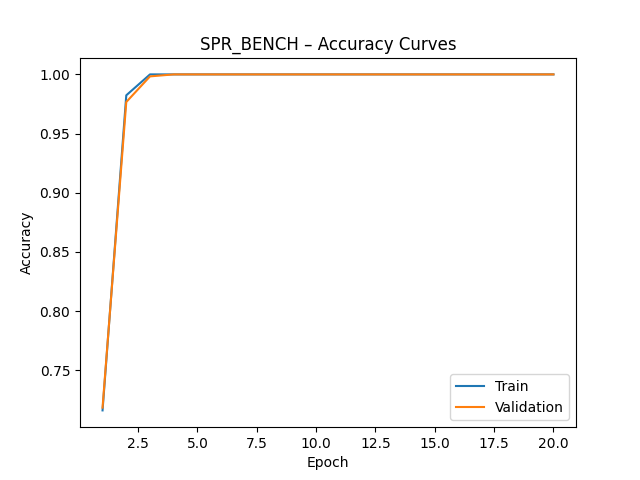 SPR_BENCH – Accuracy Curves
Accuracy
1.00
0.95
0.90
0.85
0.80
0.75
2.5 5.0 7.5 10.0 12.5 15.0 17.5 20.0
Epoch
Train
Validation